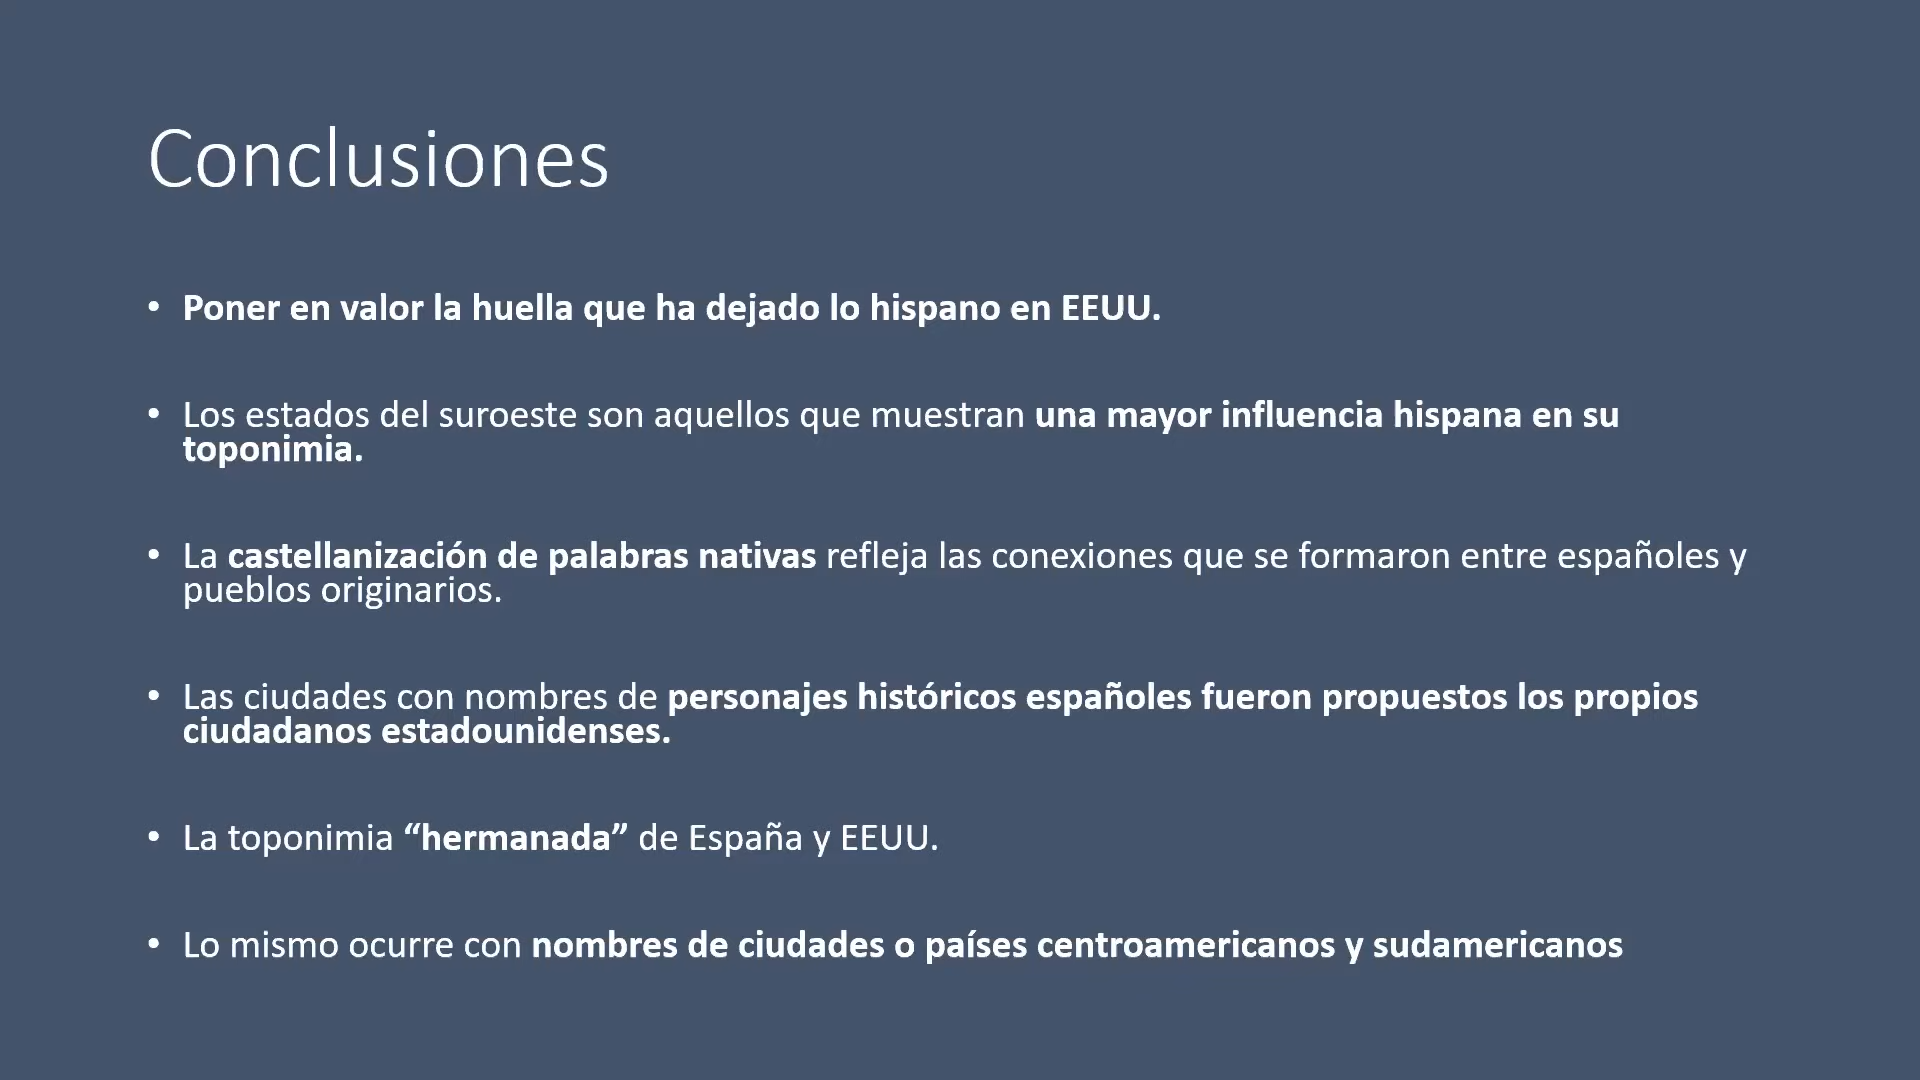 Conclusiones
• Poner en valor la huella que ha dejado lo hispano en EEUU.
• Los estados del suroeste son aquellos que muestran una mayor influencia hispana en su
toponimia.
• La castellanización de palabras nativas refleja las conexiones que se formaron entre españoles y
pueblos originarios.
• Las ciudades con nombres de personajes históricos españoles fueron propuestos los propios
ciudadanos estadounidenses.
• La toponimia “hermanada” de España y EEUU.
• Lo mismo ocurre con nombres de ciudades o países centroamericanos y sudamericanos